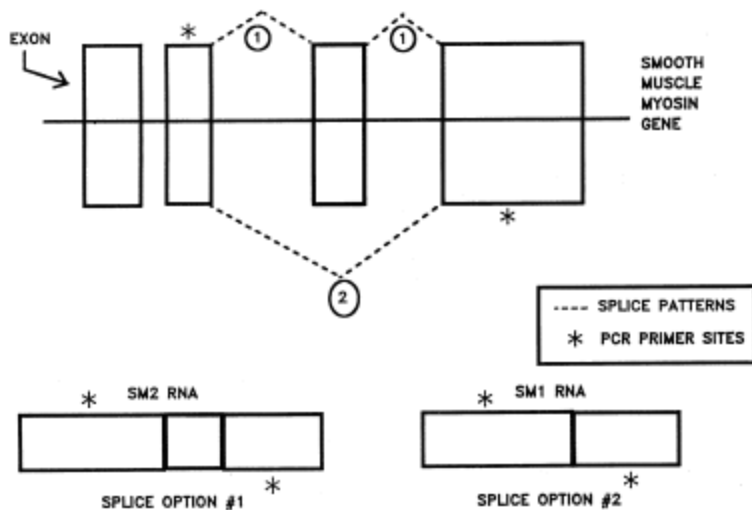 EXON
*
1
1
SMOOTH
MUSCLE
MYOSIN
GENE
*
2
---- SPLICE PATTERNS
* PCR PRIMER SITES
SM2 RNA
*
*
SPLICE OPTION #1
SM1 RNA
*
*
SPLICE OPTION #2